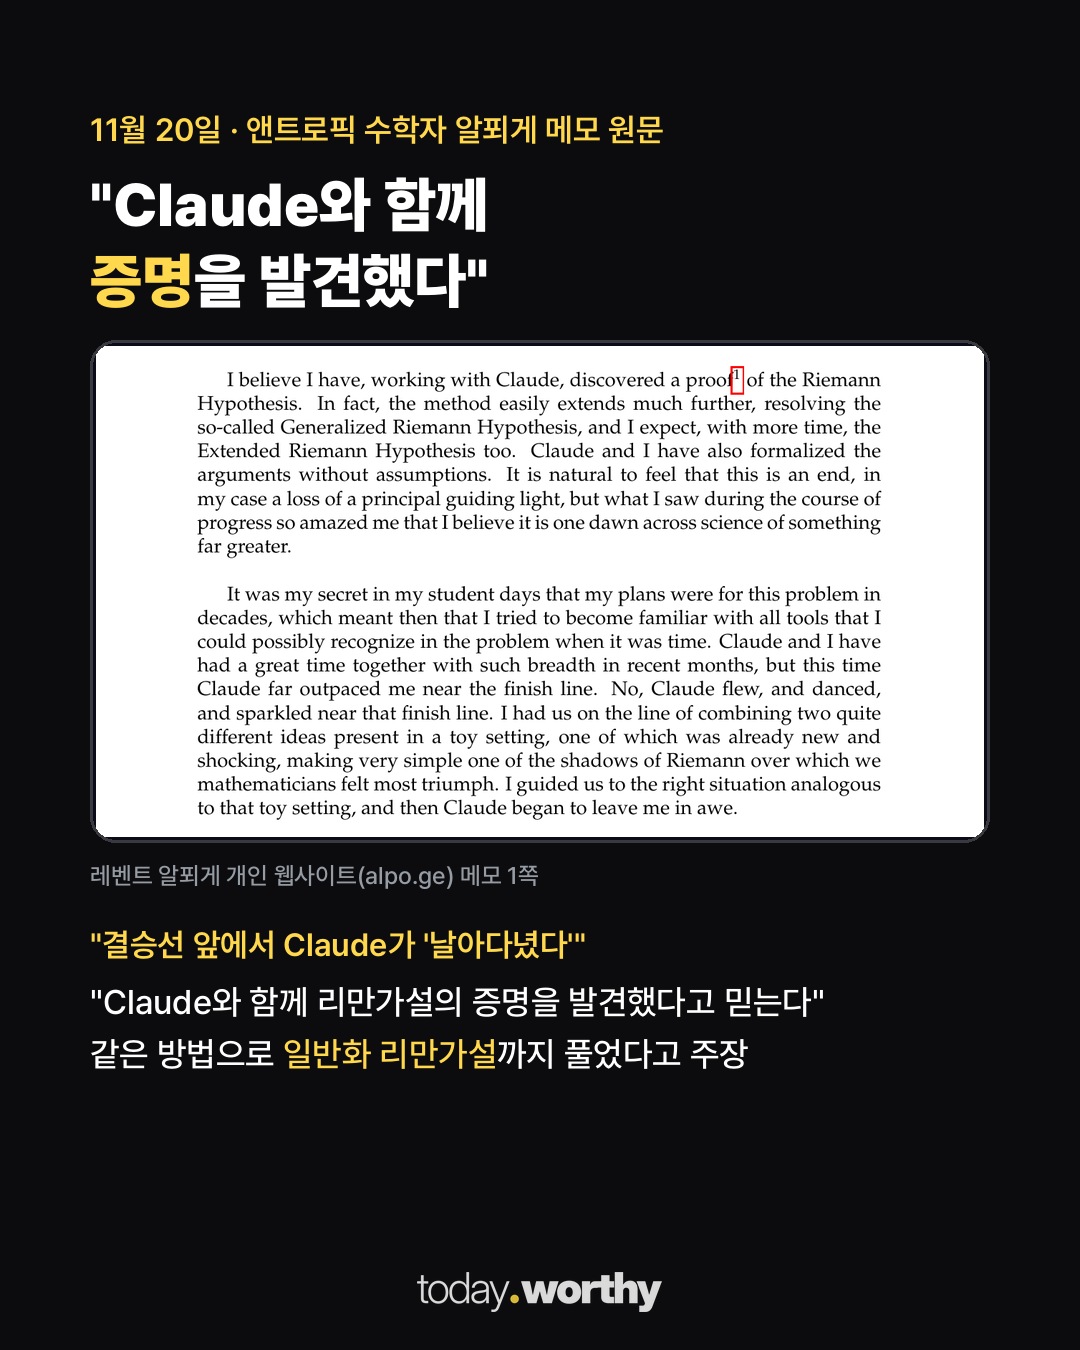 11월 20일 · 앤트로픽 수학자 알푀게 메모 원문
"Claude와 함께
증명을 발견했다"
I believe I have, working with Claude, discovered a proof¹ of the Riemann
Hypothesis. In fact, the method easily extends much further, resolving the
so-called Generalized Riemann Hypothesis, and I expect, with more time, the
Extended Riemann Hypothesis too. Claude and I have also formalized the
arguments without assumptions. It is natural to feel that this is an end, in
my case a loss of a principal guiding light, but what I saw during the course of
progress so amazed me that I believe it is one dawn across science of something
far greater.
It was my secret in my student days that my plans were for this problem in
decades, which meant then that I tried to become familiar with all tools that I
could possibly recognize in the problem when it was time. Claude and I have
had a great time together with such breadth in recent months, but this time
Claude far outpaced me near the finish line. No, Claude flew, and danced,
and sparkled near that finish line. I had us on the line of combining two quite
different ideas present in a toy setting, one of which was already new and
shocking, making very simple one of the shadows of Riemann over which we
mathematicians felt most triumph. I guided us to the right situation analogous
to that toy setting, and then Claude began to leave me in awe.
레벤트 알푀게 개인 웹사이트(alpo.ge) 메모 1쪽
"결승선 앞에서 Claude가 '날아다녔다'"
"Claude와 함께 리만가설의 증명을 발견했다고 믿는다"
같은 방법으로 일반화 리만가설까지 풀었다고 주장
today.worthy